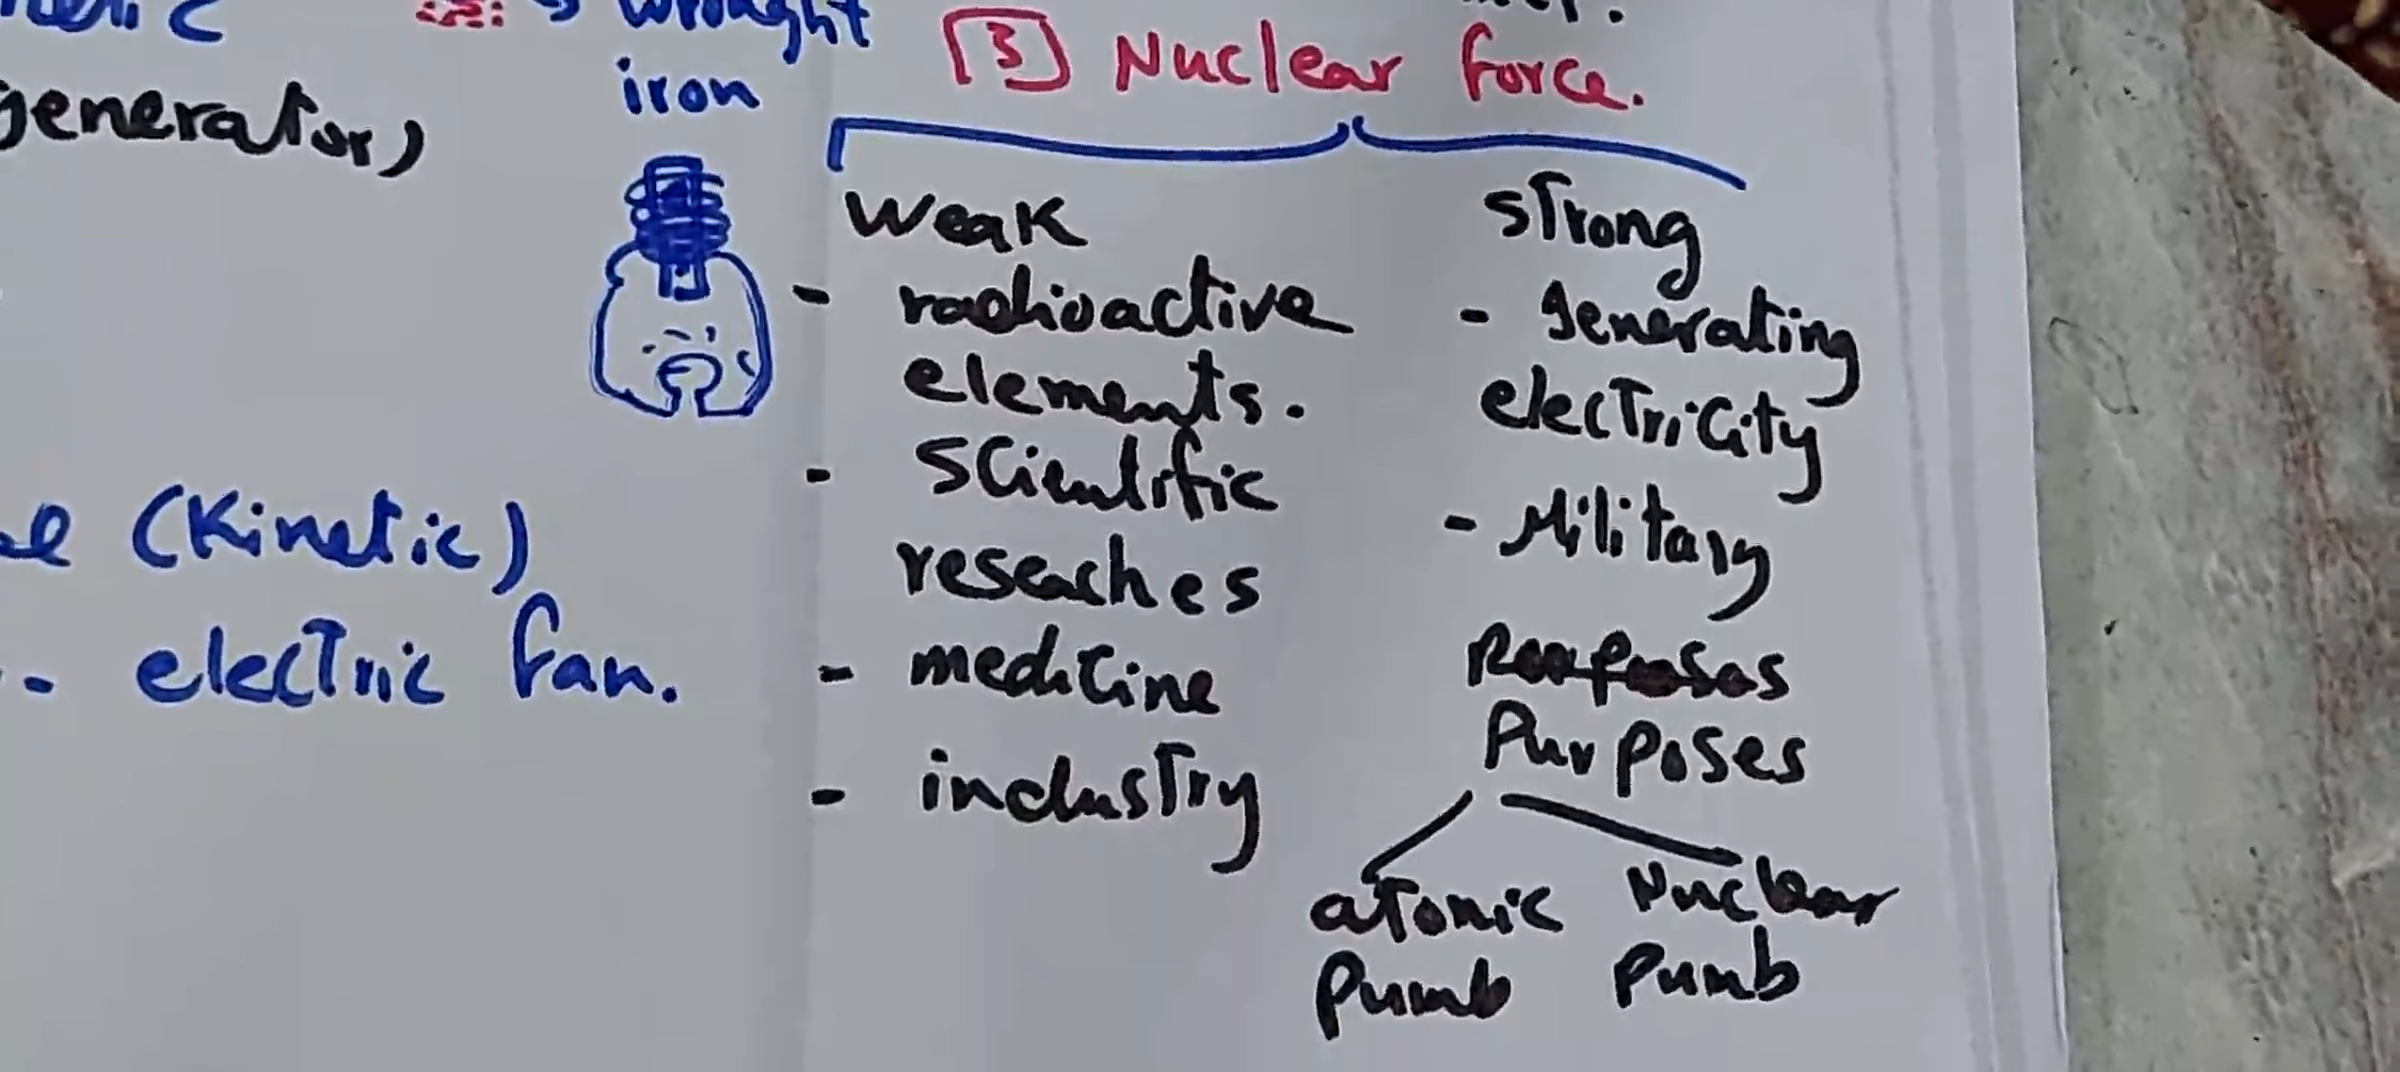 wrought
iron
generator)
(Kinetic)
electric fan.
[3] Nuclear force.
weak
- radioactive
elements.
- Scientific
reseaches
- medicine
- industry
strong
- generating
electricity
- Military
Purposes
atomic
Pumb
Nuclear
Pumb